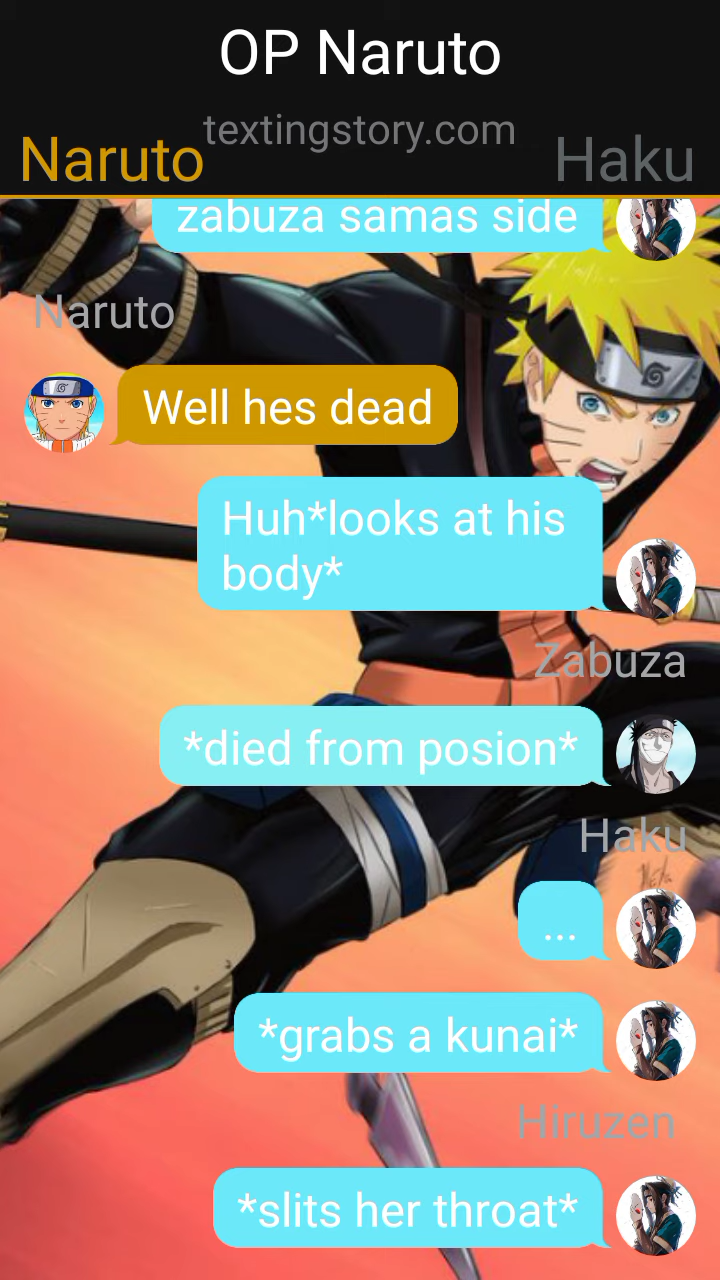 OP Naruto
textingstory.com
Naruto
Haku
zabuza samas side
Naruto
Well hes dead
Huh*looks at his
body*
Zabuza
*died from posion*
Haku
...
*grabs a kunai*
Hiruzen
*slits her throat*